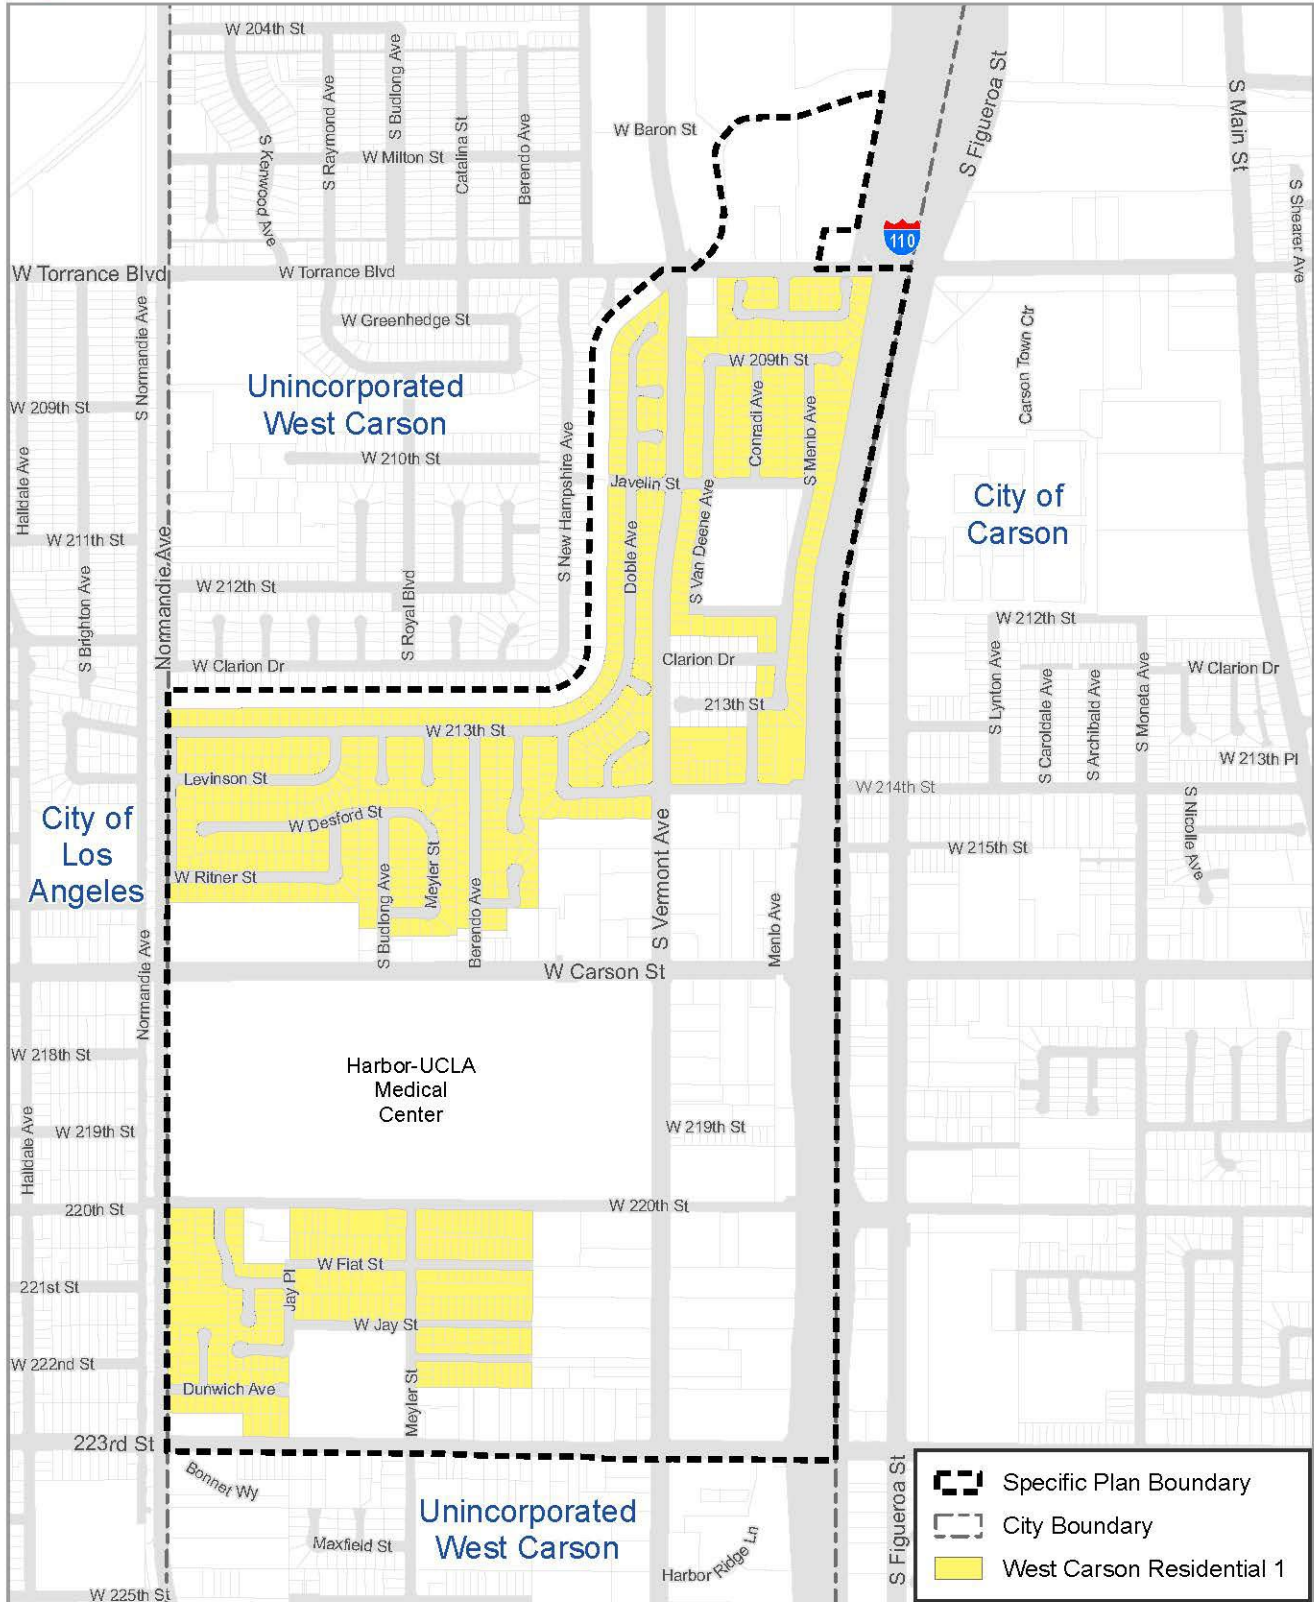 W 204th St
S Kenwood Ave
S Raymond Ave
S Budlong Ave
Catalina St
Berendo Ave
W Milton St
W Baron St
S Figueroa St
S Main St
S Shearer Ave
110
W Torrance Blvd
W Torrance Blvd
S Normandie Ave
W Greenhedge St
W 209th St
Carson Town Ctr
Unincorporated
West Carson
W 209th St
Conradi Ave
S Menlo Ave
W 210th St
S New Hampshire Ave
Halldale Ave
Javelin St
City of
Carson
W 211th St
Normandie Ave
Doble Ave
S Van Deene Ave
S Brighton Ave
W 212th St
S Royal Blvd
W 212th St
W Clarion Dr
Clarion Dr
W Clarion Dr
S Lynton Ave
S Caroldale Ave
S Archibald Ave
S Moneta Ave
213th St
W 213th St
W 213th Pl
Levinson St
W 214th St
S Nicolle Ave
City of
Los
Angeles
W Desford St
Meyler St
S Vermont Ave
W 215th St
W Ritner St
S Budlong Ave
Berendo Ave
Menlo Ave
Normandie Ave
W Carson St
W 218th St
Harbor-UCLA
Medical
Center
Halldale Ave
W 219th St
W 219th St
220th St
W 220th St
W Fiat St
221st St
Jay Pl
W Jay St
W 222nd St
Dunwich Ave
Meyler St
223rd St
Bonnet Wy
Unincorporated
West Carson
Maxfield St
Harbor Ridge Ln
S Figueroa St
W 225th St
Specific Plan Boundary
City Boundary
West Carson Residential 1